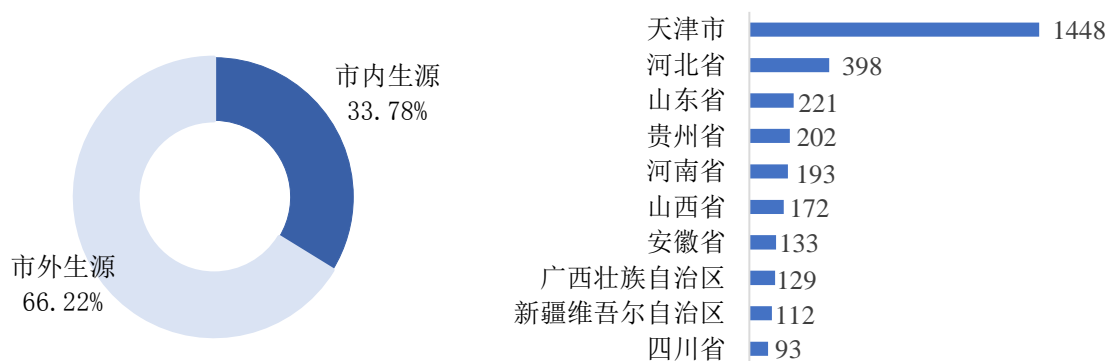 市内生源
33.78%
市外生源
66.22%
天津市 1448
河北省 398
山东省 221
贵州省 202
河南省 193
山西省 172
安徽省 133
广西壮族自治区 129
新疆维吾尔自治区 112
四川省 93